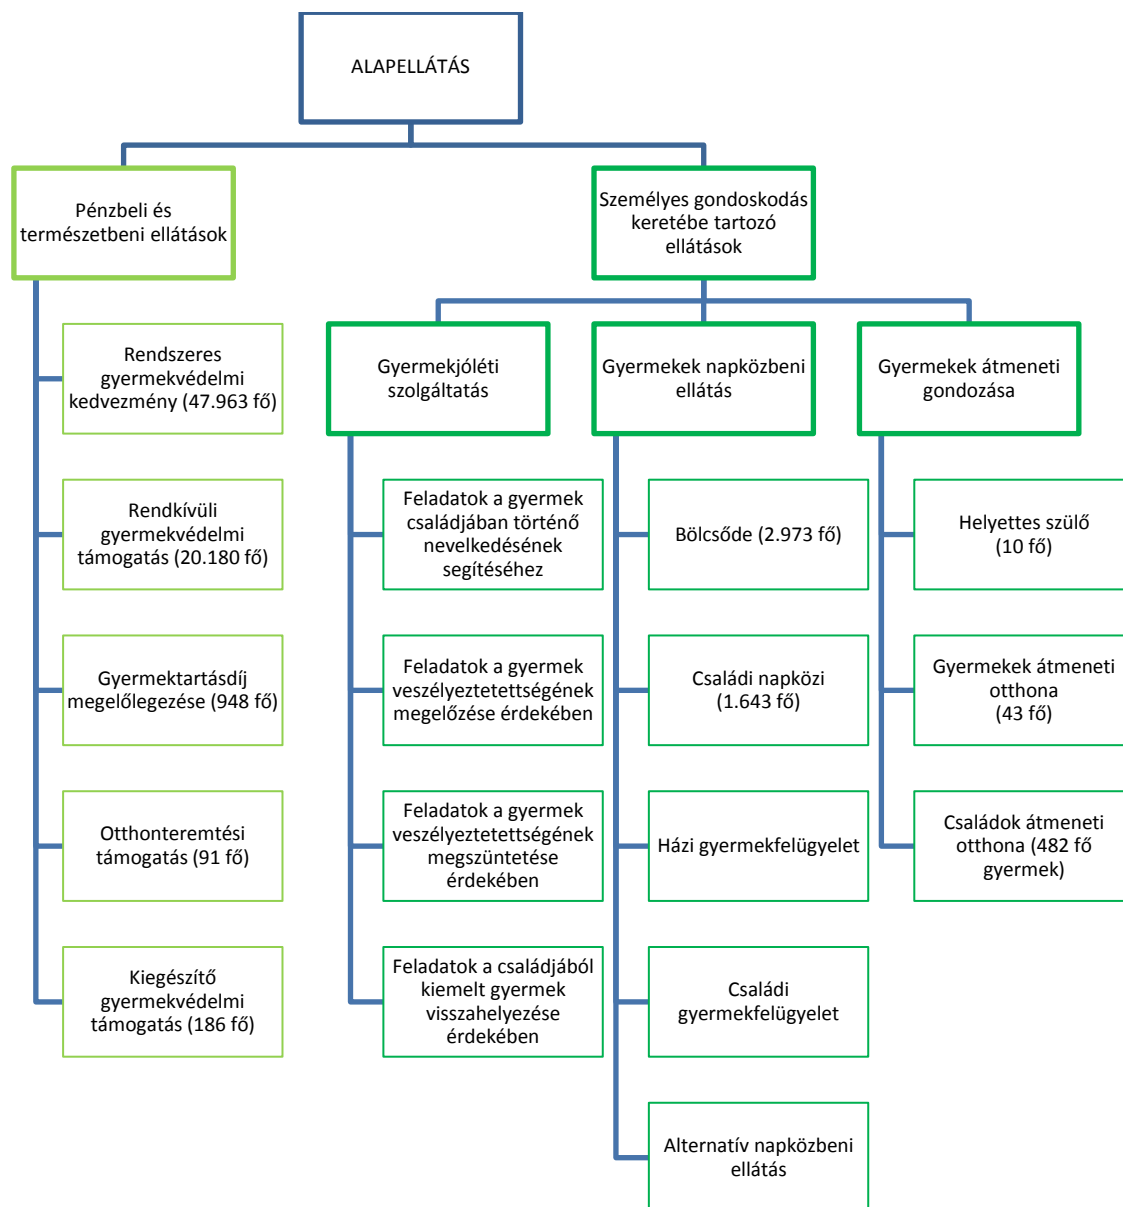 ALAPELLÁTÁS
Pénzbeli és
természetbeni ellátások
Személyes gondoskodás
keretébe tartozó
ellátások
Rendszeres
gyermekvédelmi
kedvezmény (47.963 fő)
Rendkívüli
gyermekvédelmi
támogatás (20.180 fő)
Gyermektartásdíj
megelőlegezése (948 fő)
Otthonteremtési
támogatás (91 fő)
Kiegészítő
gyermekvédelmi
támogatás (186 fő)
Gyermekjóléti
szolgáltatás
Feladatok a gyermek
családjában történő
nevelkedésének
segítéséhez
Feladatok a gyermek
veszélyeztetettségének
megelőzése érdekében
Feladatok a gyermek
veszélyeztetettségének
megszüntetése
érdekében
Feladatok a családjából
kiemelt gyermek
visszahelyezése
érdekében
Gyermekek napközbeni
ellátás
Bölcsőde (2.973 fő)
Családi napközi
(1.643 fő)
Házi gyermekfelügyelet
Családi
gyermekfelügyelet
Alternatív napközbeni
ellátás
Gyermekek átmeneti
gondozása
Helyettes szülő
(10 fő)
Gyermekek átmeneti
otthona
(43 fő)
Családok átmeneti
otthona (482 fő
gyermek)